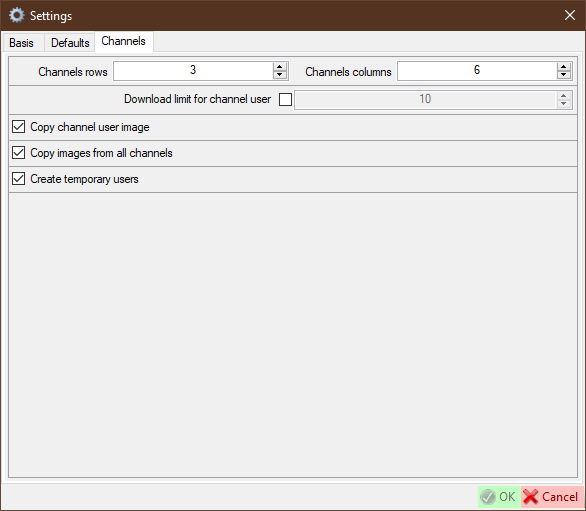 Settings
Basis Defaults Channels
Channels rows 3 Channels columns 6
Download limit for channel user 10
Copy channel user image
Copy images from all channels
Create temporary users
OK Cancel